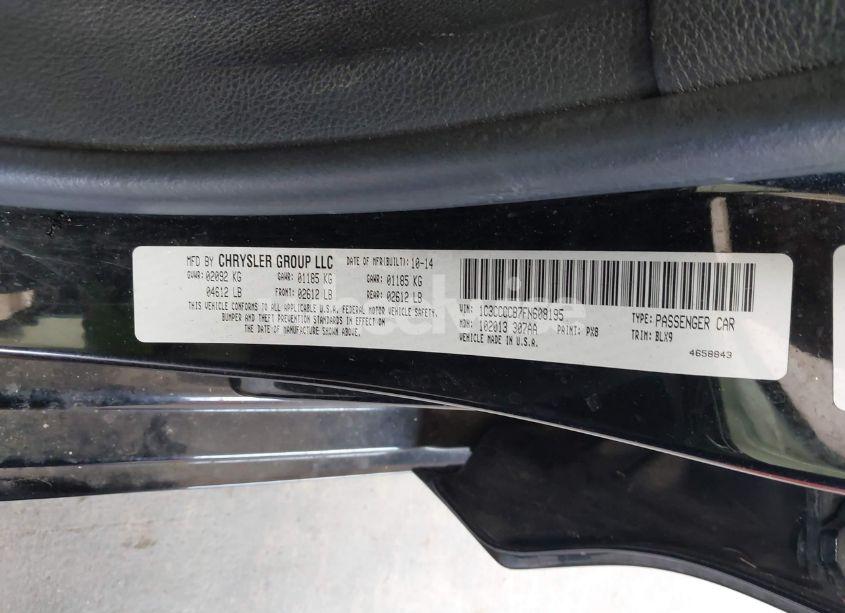 MFD BY CHRYSLER GROUP LLC DATE OF MFR(BUILT): 10-14
GVWR: 02092 KG GAWR: 01185 KG GAWR: 01185 KG
04612 LB FRONT: 02612 LB REAR: 02612 LB
THIS VEHICLE CONFORMS TO ALL APPLICABLE U.S.A. FEDERAL MOTOR VEHICLE SAFETY,
BUMPER AND THEFT PREVENTION STANDARDS IN EFFECT ON
THE DATE OF MANUFACTURE SHOWN ABOVE.
VIN: 1C3CCCCB7FN608195 TYPE: PASSENGER CAR
MDH: 102013 307AA PAINT: PX8 TRIM: BLX9
VEHICLE MADE IN U.S.A.
4658843